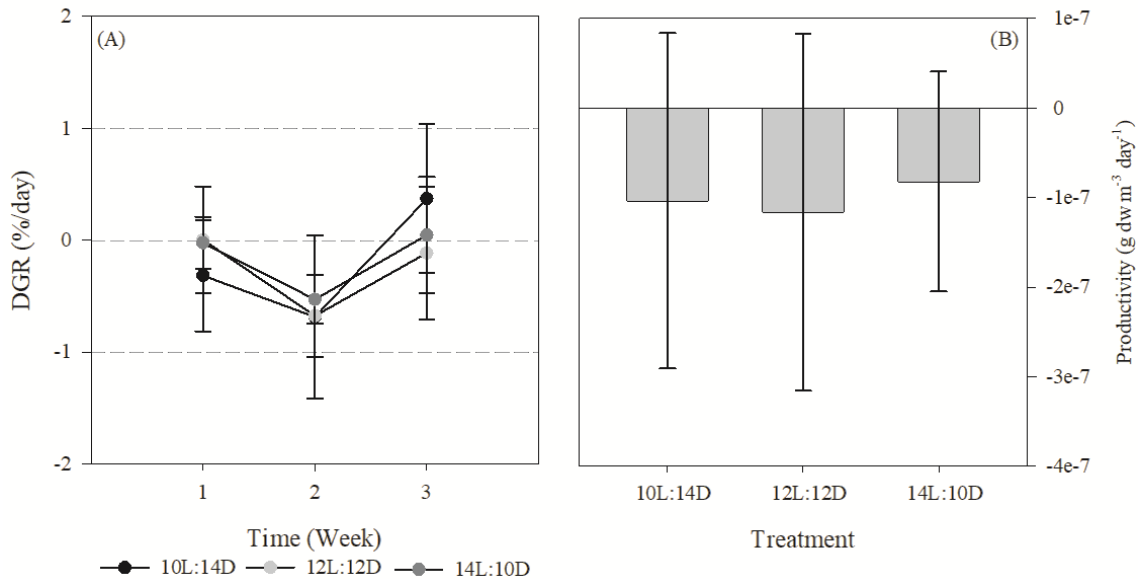 (A)
2
1
0
-1
-2
DGR (%/day)
1 2 3
Time (Week)
10L:14D 12L:12D 14L:10D
(B)
1e-7
0
-1e-7
-2e-7
-3e-7
-4e-7
Productivity (g dw m⁻³ day⁻¹)
10L:14D 12L:12D 14L:10D
Treatment